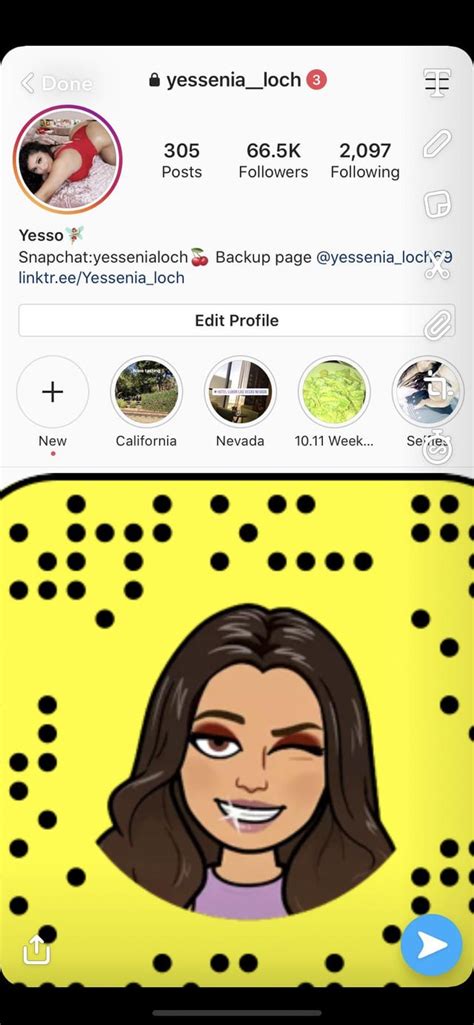 Done
yessenia__loch 3
305 66.5K 2,097
Posts Followers Following
Yesso
Snapchat:yessenialoch Backup page @yessenia_loch69
linktr.ee/Yessenia_loch
Edit Profile
New California Nevada 10.11 Week... Selfies